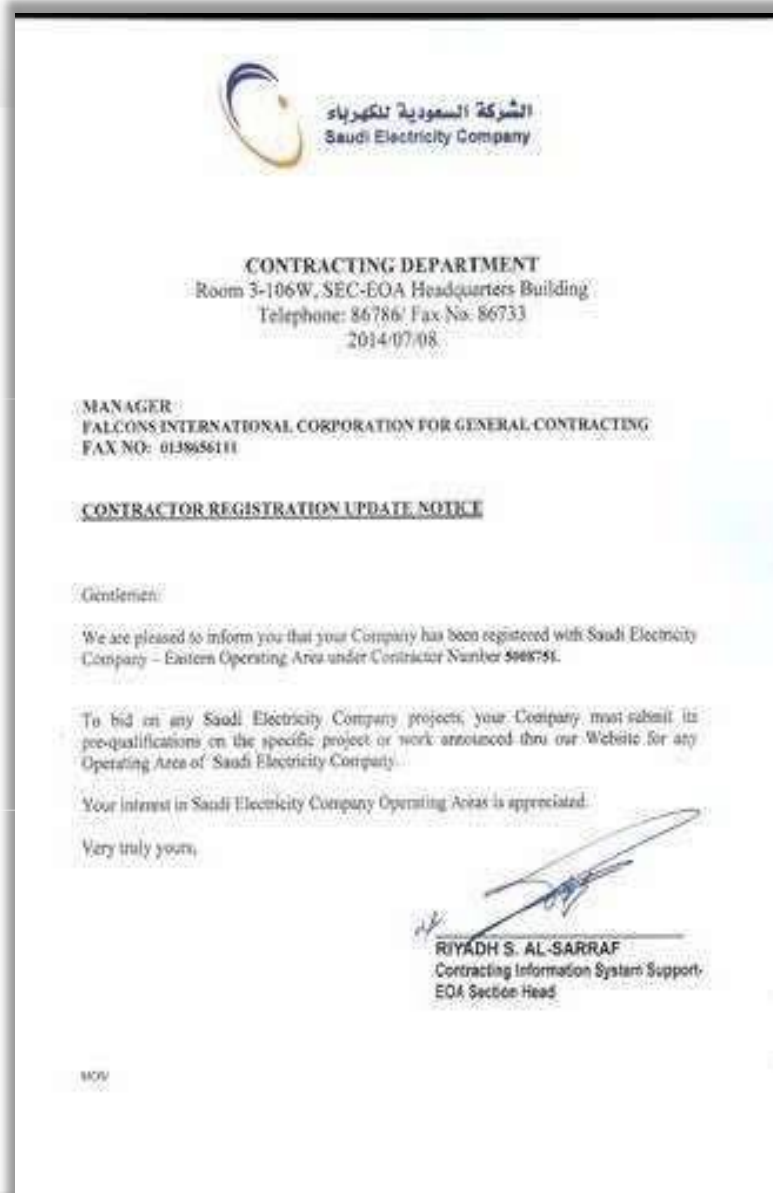 الشركة السعودية للكهرباء
Saudi Electricity Company
CONTRACTING DEPARTMENT
Room 3-106W, SEC-EOA Headquarters Building
Telephone: 86786/ Fax No. 86733
2014/07/08
MANAGER
FALCONS INTERNATIONAL CORPORATION FOR GENERAL CONTRACTING
FAX NO: 0138656111
CONTRACTOR REGISTRATION UPDATE NOTICE
Gentlemen:
We are pleased to inform you that your Company has been registered with Saudi Electricity
Company – Eastern Operating Area under Contractor Number 5008751.
To bid on any Saudi Electricity Company projects, your Company must submit its
pre-qualifications on the specific project or work announced thru our Website for any
Operating Area of Saudi Electricity Company.
Your interest in Saudi Electricity Company Operating Areas is appreciated.
Very truly yours,
RIYADH S. AL-SARRAF
Contracting Information System Support-
EOA Section Head